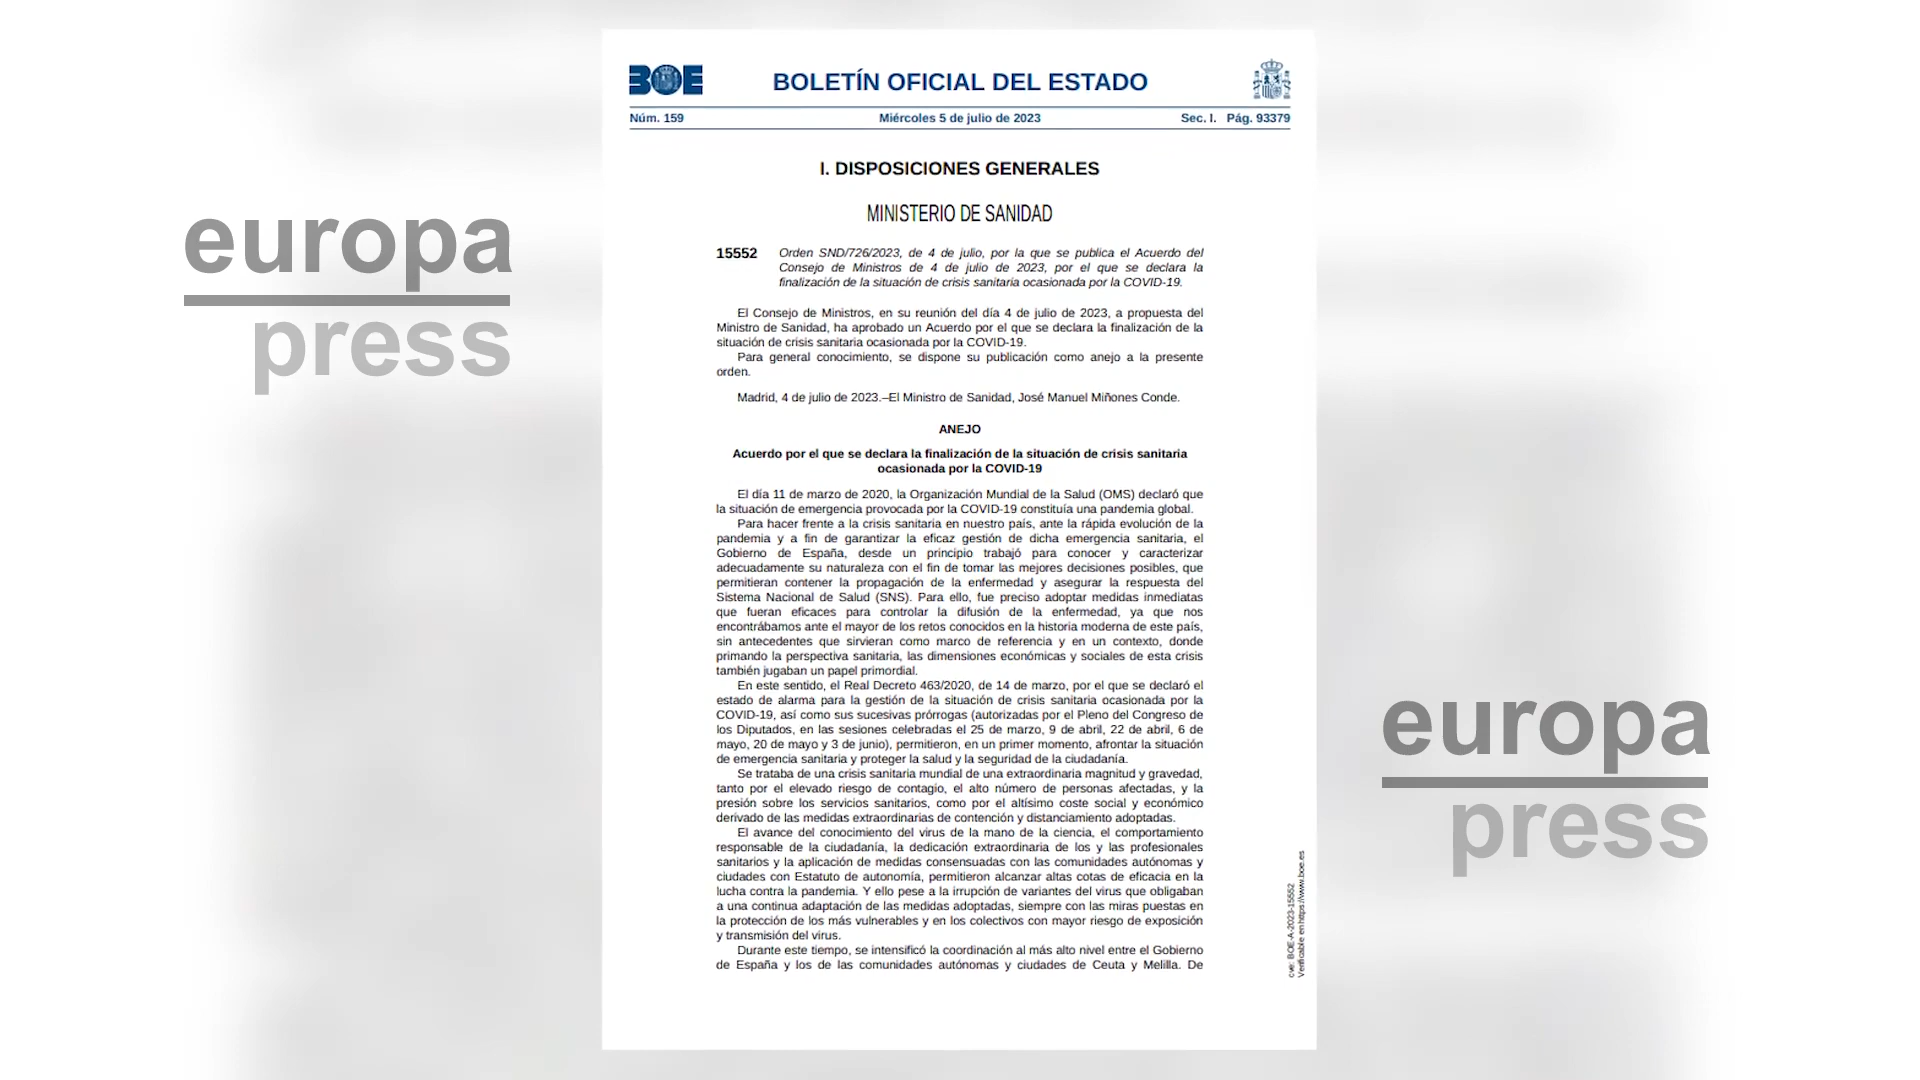 europa
press
BOE
BOLETÍN OFICIAL DEL ESTADO
Núm. 159
Miércoles 5 de julio de 2023
Sec. I. Pág. 93379
I. DISPOSICIONES GENERALES
MINISTERIO DE SANIDAD
15552
Orden SND/726/2023, de 4 de julio, por la que se publica el Acuerdo del
Consejo de Ministros de 4 de julio de 2023, por el que se declara la
finalización de la situación de crisis sanitaria ocasionada por la COVID-19.
El Consejo de Ministros, en su reunión del día 4 de julio de 2023, a propuesta del
Ministro de Sanidad, ha aprobado un Acuerdo por el que se declara la finalización de la
situación de crisis sanitaria ocasionada por la COVID-19.
Para general conocimiento, se dispone su publicación como anejo a la presente
orden.
Madrid, 4 de julio de 2023.–El Ministro de Sanidad, José Manuel Miñones Conde.
ANEJO
Acuerdo por el que se declara la finalización de la situación de crisis sanitaria
ocasionada por la COVID-19
El día 11 de marzo de 2020, la Organización Mundial de la Salud (OMS) declaró que
la situación de emergencia provocada por la COVID-19 constituía una pandemia global.
Para hacer frente a la crisis sanitaria en nuestro país, ante la rápida evolución de la
pandemia y a fin de garantizar la eficaz gestión de dicha emergencia sanitaria, el
Gobierno de España, desde un principio trabajó para conocer y caracterizar
adecuadamente su naturaleza con el fin de tomar las mejores decisiones posibles, que
permitieran contener la propagación de la enfermedad y asegurar la respuesta del
Sistema Nacional de Salud (SNS). Para ello, fue preciso adoptar medidas inmediatas
que fueran eficaces para controlar la difusión de la enfermedad, ya que nos
encontrábamos ante el mayor de los retos conocidos en la historia moderna de este país,
sin antecedentes que sirvieran como marco de referencia y en un contexto, donde
primando la perspectiva sanitaria, las dimensiones económicas y sociales de esta crisis
también jugaban un papel primordial.
En este sentido, el Real Decreto 463/2020, de 14 de marzo, por el que se declaró el
estado de alarma para la gestión de la situación de crisis sanitaria ocasionada por la
COVID-19, así como sus sucesivas prórrogas (autorizadas por el Pleno del Congreso de
los Diputados, en las sesiones celebradas el 25 de marzo, 9 de abril, 22 de abril, 6 de
mayo, 20 de mayo y 3 de junio), permitieron, en un primer momento, afrontar la situación
de emergencia sanitaria y proteger la salud y la seguridad de la ciudadanía.
Se trataba de una crisis sanitaria mundial de una extraordinaria magnitud y gravedad,
tanto por el elevado riesgo de contagio, el alto número de personas afectadas, y la
presión sobre los servicios sanitarios, como por el altísimo coste social y económico
derivado de las medidas extraordinarias de contención y distanciamiento adoptadas.
El avance del conocimiento del virus de la mano de la ciencia, el comportamiento
responsable de la ciudadanía, la dedicación extraordinaria de los y las profesionales
sanitarios y la aplicación de medidas consensuadas con las comunidades autónomas y
ciudades con Estatuto de autonomía, permitieron alcanzar altas cotas de eficacia en la
lucha contra la pandemia. Y ello pese a la irrupción de variantes del virus que obligaban
a una continua adaptación de las medidas adoptadas, siempre con las miras puestas en
la protección de los más vulnerables y en los colectivos con mayor riesgo de exposición
y transmisión del virus.
Durante este tiempo, se intensificó la coordinación al más alto nivel entre el Gobierno
de España y los de las comunidades autónomas y ciudades de Ceuta y Melilla. De
cve: BOE-A-2023-15552
Verificable en https://www.boe.es
europa
press